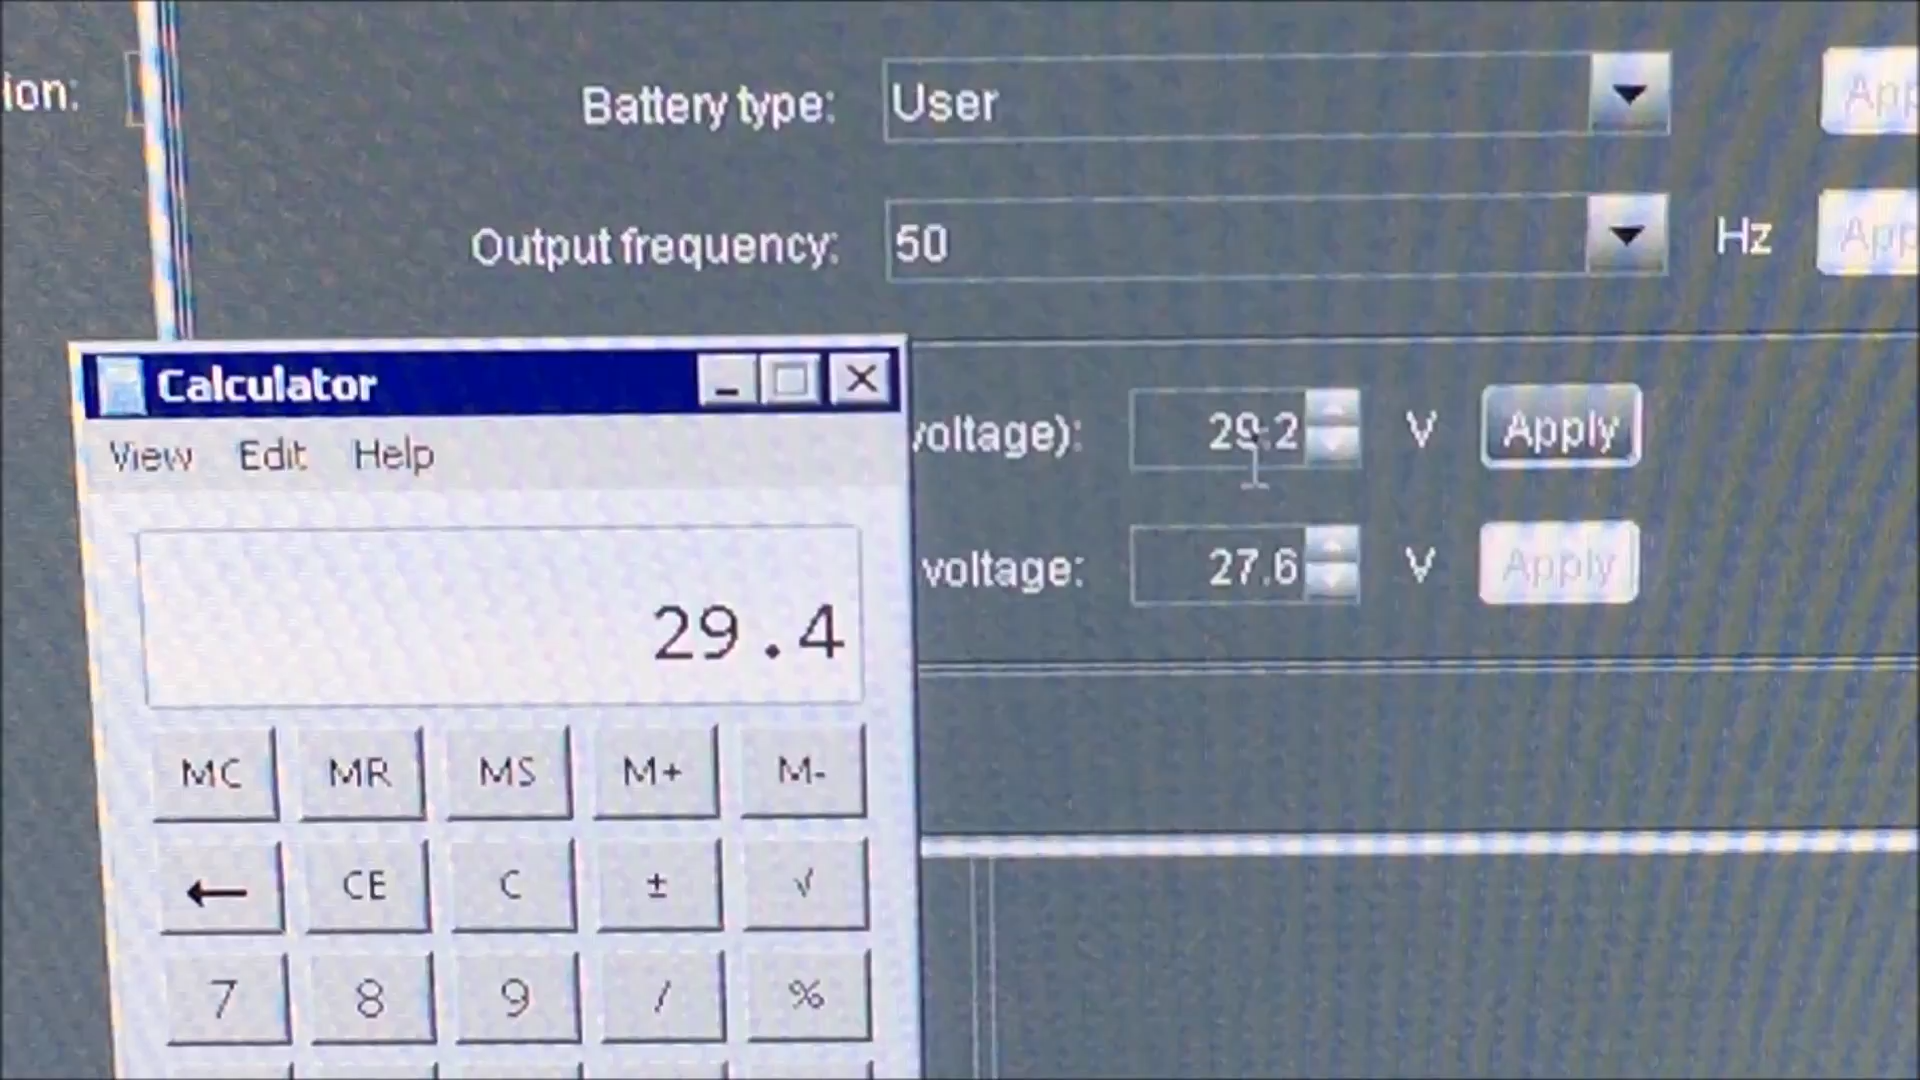 ion:
Battery type: User
App
Output frequency: 50 Hz
App
Calculator
View Edit Help
voltage): 29.2 V Apply
voltage: 27.6 V Apply
29.4
MC MR MS M+ M-
← CE C ± √
7 8 9 / %